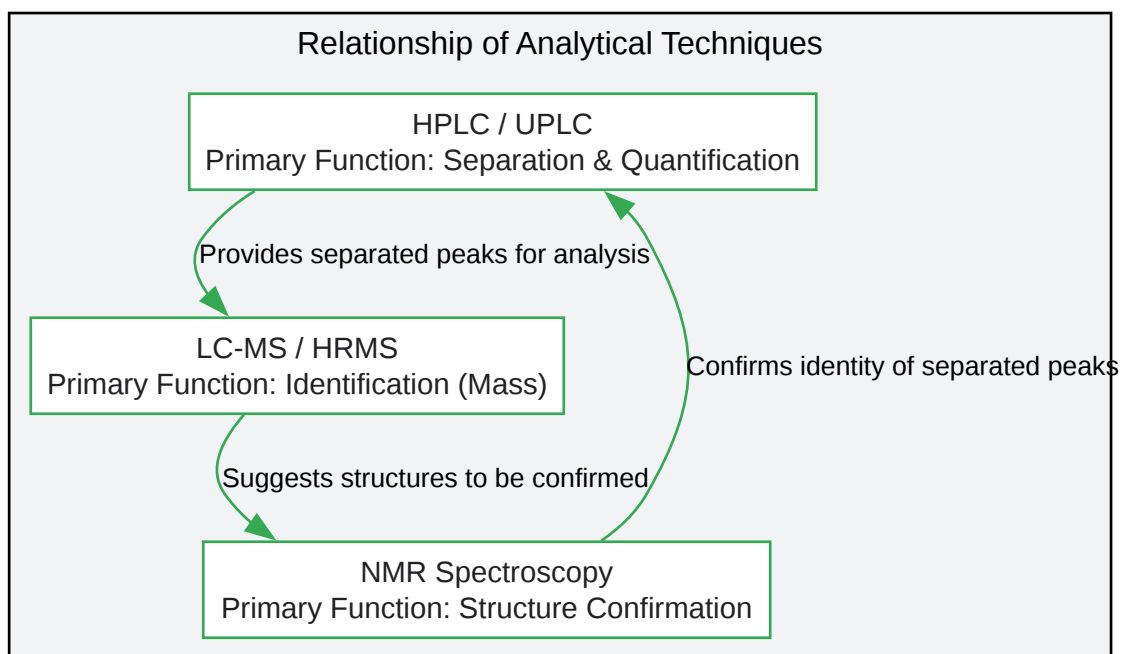 Relationship of Analytical Techniques
HPLC / UPLC
Primary Function: Separation & Quantification
Provides separated peaks for analysis
LC-MS / HRMS
Primary Function: Identification (Mass)
Confirms identity of separated peaks
Suggests structures to be confirmed
NMR Spectroscopy
Primary Function: Structure Confirmation